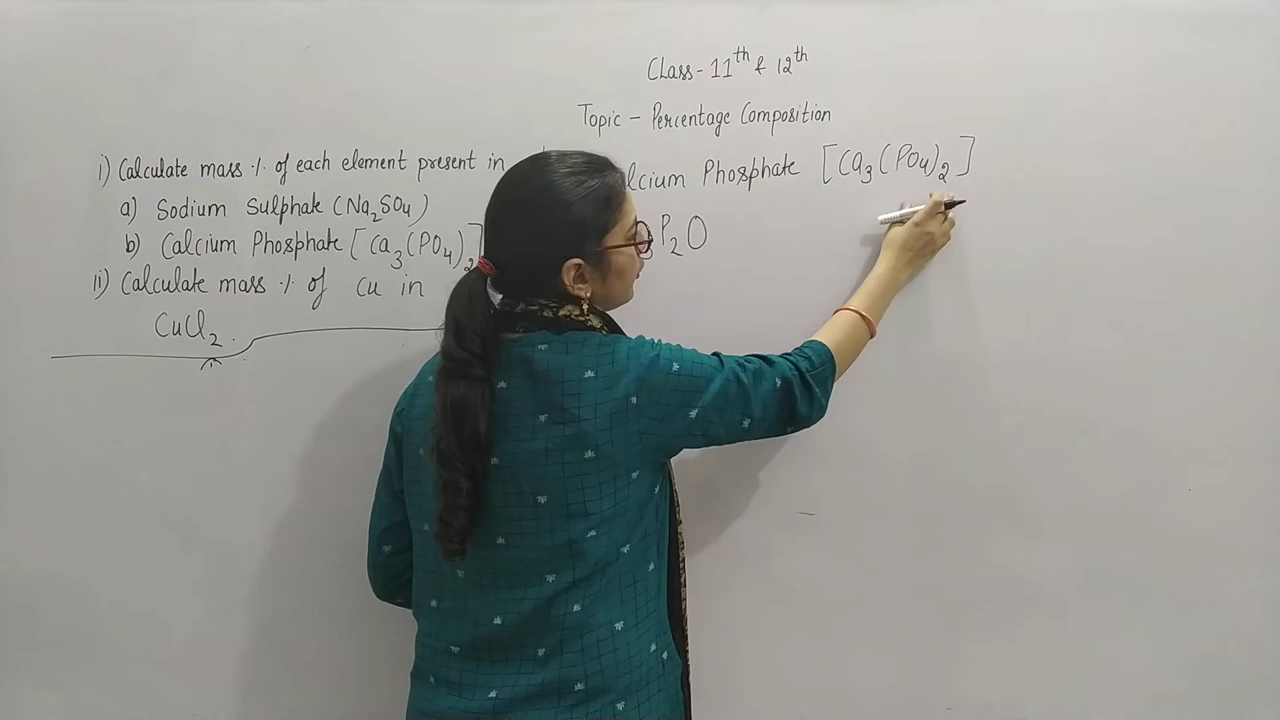 Class - 11th & 12th
Topic - Percentage Composition
i) Calculate mass % of each element present in
a) Sodium Sulphate (Na2SO4)
b) Calcium Phosphate [Ca3(PO4)2]
II) Calculate mass % of Cu in
CuCl2.
lcium Phosphate [Ca3(PO4)2]
P2O